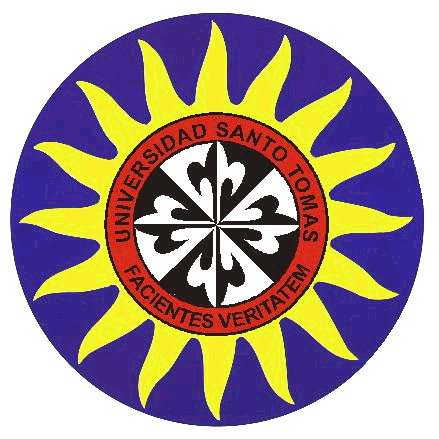 UNIVERSIDAD SANTO TOMAS
FACIENTES VERITATEM